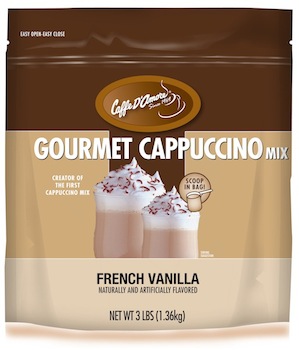 EASY OPEN-EASY CLOSE
Caffe D'Amore
GOURMET CAPPUCCINO MIX
CREATOR OF
THE FIRST
CAPPUCCINO MIX
SCOOP
IN BAG!
FRENCH VANILLA
NATURALLY AND ARTIFICIALLY FLAVORED
NET WT 3 LBS (1.36kg)